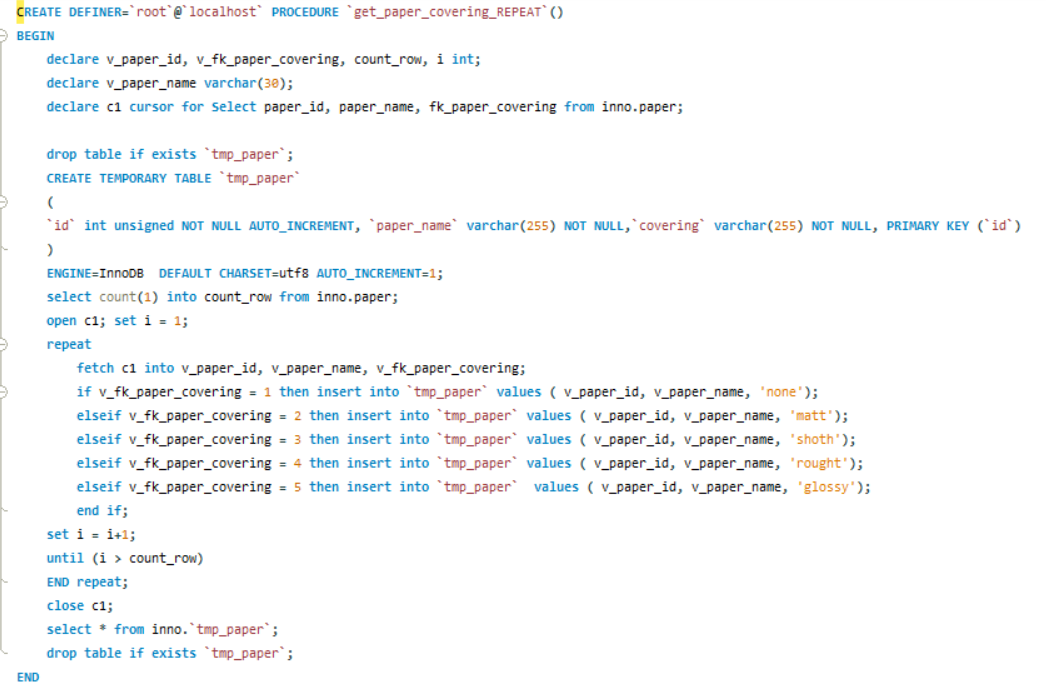 CREATE DEFINER=`root`@`localhost` PROCEDURE `get_paper_covering_REPEAT`()
BEGIN
declare v_paper_id, v_fk_paper_covering, count_row, i int;
declare v_paper_name varchar(30);
declare c1 cursor for Select paper_id, paper_name, fk_paper_covering from inno.paper;
drop table if exists `tmp_paper`;
CREATE TEMPORARY TABLE `tmp_paper`
(
`id` int unsigned NOT NULL AUTO_INCREMENT, `paper_name` varchar(255) NOT NULL,`covering` varchar(255) NOT NULL, PRIMARY KEY (`id`)
)
ENGINE=InnoDB  DEFAULT CHARSET=utf8 AUTO_INCREMENT=1;
select count(1) into count_row from inno.paper;
open c1; set i = 1;
repeat
fetch c1 into v_paper_id, v_paper_name, v_fk_paper_covering;
if v_fk_paper_covering = 1 then insert into `tmp_paper` values ( v_paper_id, v_paper_name, 'none');
elseif v_fk_paper_covering = 2 then insert into `tmp_paper` values ( v_paper_id, v_paper_name, 'matt');
elseif v_fk_paper_covering = 3 then insert into `tmp_paper` values ( v_paper_id, v_paper_name, 'shoth');
elseif v_fk_paper_covering = 4 then insert into `tmp_paper` values ( v_paper_id, v_paper_name, 'rought');
elseif v_fk_paper_covering = 5 then insert into `tmp_paper`  values ( v_paper_id, v_paper_name, 'glossy');
end if;
set i = i+1;
until (i > count_row)
END repeat;
close c1;
select * from inno.`tmp_paper`;
drop table if exists `tmp_paper`;
END